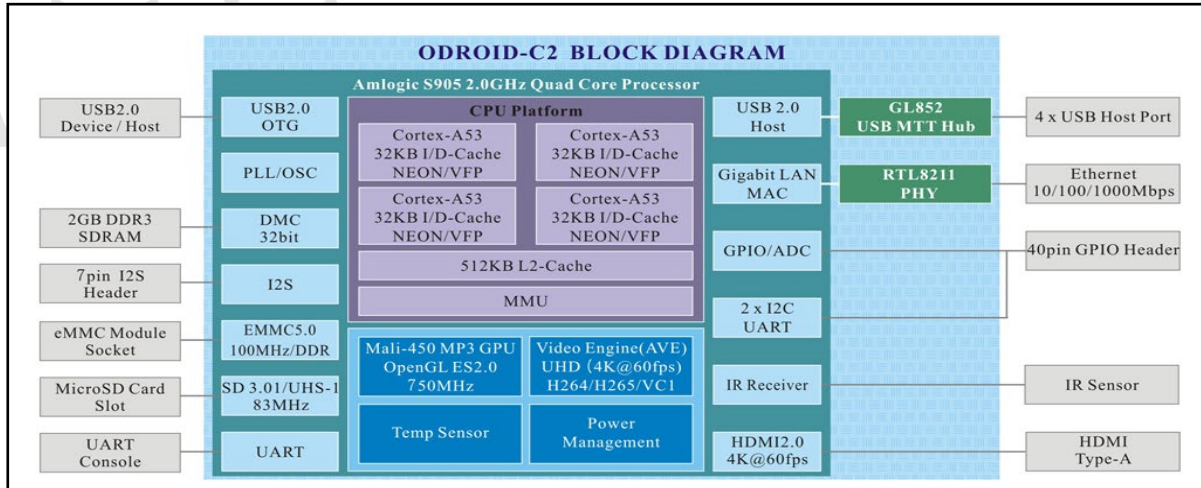 ODROID-C2 BLOCK DIAGRAM
Amlogic S905 2.0GHz Quad Core Processor
USB2.0
Device / Host
2GB DDR3
SDRAM
7pin I2S
Header
eMMC Module
Socket
MicroSD Card
Slot
UART
Console
USB2.0
OTG
PLL/OSC
DMC
32bit
I2S
EMMC5.0
100MHz/DDR
SD 3.01/UHS-1
83MHz
UART
CPU Platform
Cortex-A53
32KB I/D-Cache
NEON/VFP
Cortex-A53
32KB I/D-Cache
NEON/VFP
Cortex-A53
32KB I/D-Cache
NEON/VFP
Cortex-A53
32KB I/D-Cache
NEON/VFP
512KB L2-Cache
MMU
Mali-450 MP3 GPU
OpenGL ES2.0
750MHz
Video Engine(AVE)
UHD (4K@60fps)
H264/H265/VC1
Temp Sensor
Power
Management
USB 2.0
Host
Gigabit LAN
MAC
GPIO/ADC
2 x I2C
UART
IR Receiver
HDMI2.0
4K@60fps
GL852
USB MTT Hub
RTL8211
PHY
4 x USB Host Port
Ethernet
10/100/1000Mbps
40pin GPIO Header
IR Sensor
HDMI
Type-A